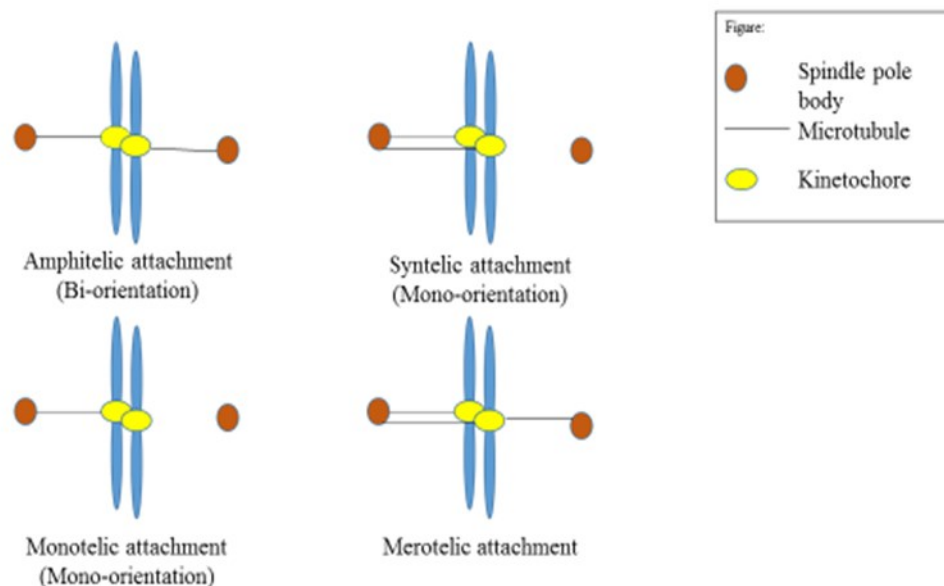 Figure:
Spindle pole
body
Microtubule
Kinetochore
Amphitelic attachment
(Bi-orientation)
Syntelic attachment
(Mono-orientation)
Monotelic attachment
(Mono-orientation)
Merotelic attachment